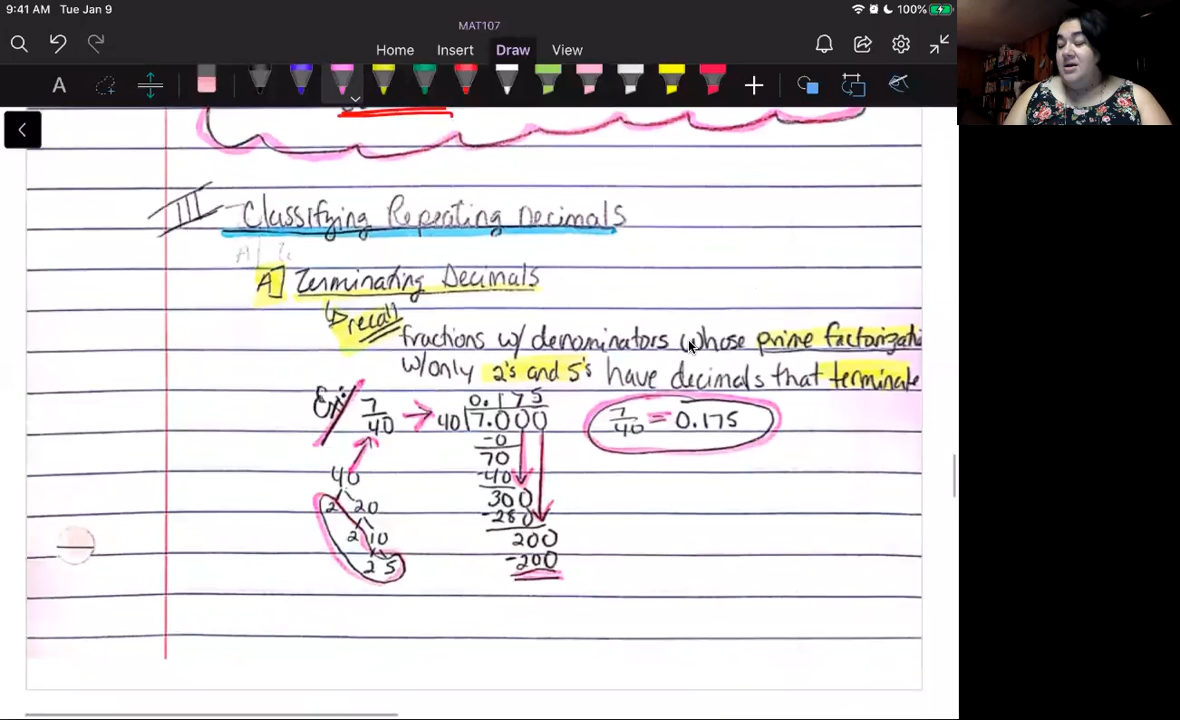 9:41 AM Tue Jan 9
100%
MAT107
Home Insert Draw View
A
III Classifying Repeating Decimals
A] Terminating Decimals
recall
fractions w/ denominators whose prime factorizati
w/only 2's and 5's have decimals that terminate
Ex:
7/40 → 40 7.000 0.175
7/40 = 0.175
-0
70
40 -40
300
2 20 -280
2 10 200
2 5 -200